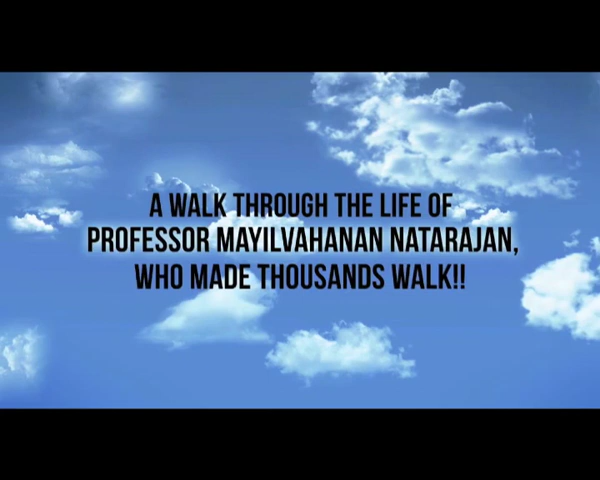 A WALK THROUGH THE LIFE OF
PROFESSOR MAYILVAHANAN NATARAJAN,
WHO MADE THOUSANDS WALK!!